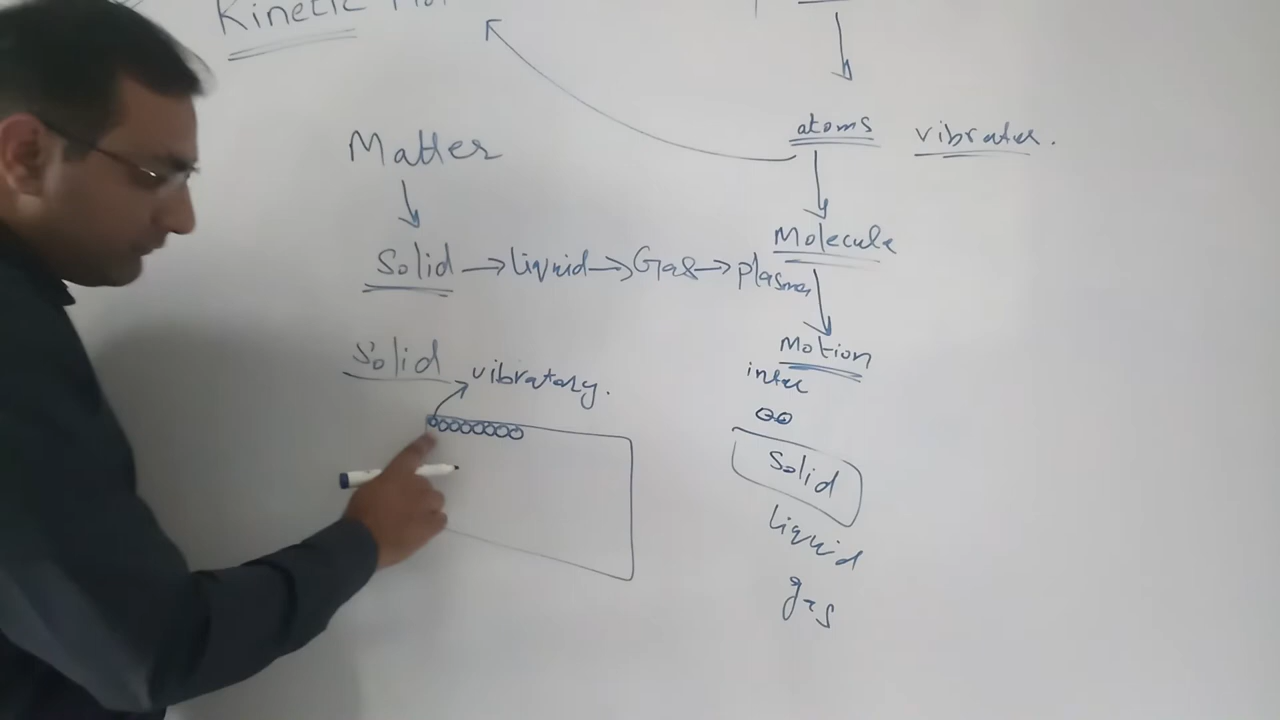 Kinetic
atoms vibrates.
Matter
Molecule
Solid → liquid → Gas → plasma
Motion
Solid
inter
vibratory.
Solid
liquid
gas